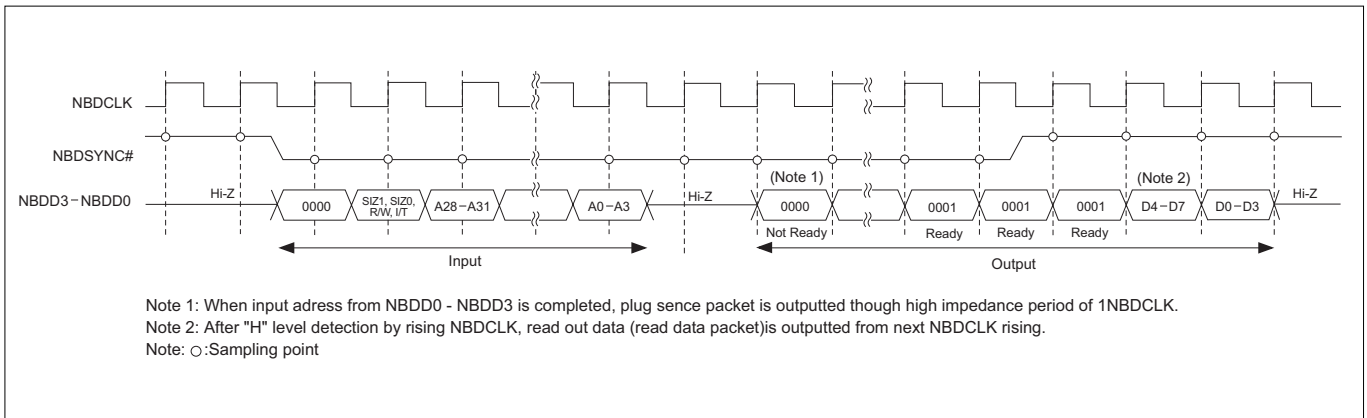 NBDCLK
NBDSYNC#
(Note 1)
(Note 2)
NBDD3-NBDD0
Hi-Z
0000
SIZ1, SIZ0,
R/W, I/T
A28-A31
A0-A3
Hi-Z
0000
0001
0001
0001
D4-D7
D0-D3
Hi-Z
Not Ready
Ready
Ready
Ready
Input
Output
Note 1: When input adress from NBDD0 - NBDD3 is completed, plug sence packet is outputted though high impedance period of 1NBDCLK.
Note 2: After "H" level detection by rising NBDCLK, read out data (read data packet)is outputted from next NBDCLK rising.
Note: ○:Sampling point